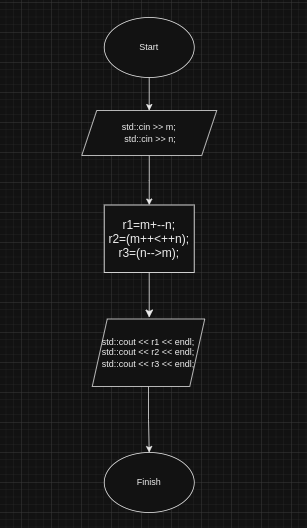 Start
std::cin >> m;
std::cin >> n;
r1=m+--n;
r2=(m++<++n);
r3=(n-->m);
std::cout << r1 << endl;
std::cout << r2 << endl;
std::cout << r3 << endl;
Finish